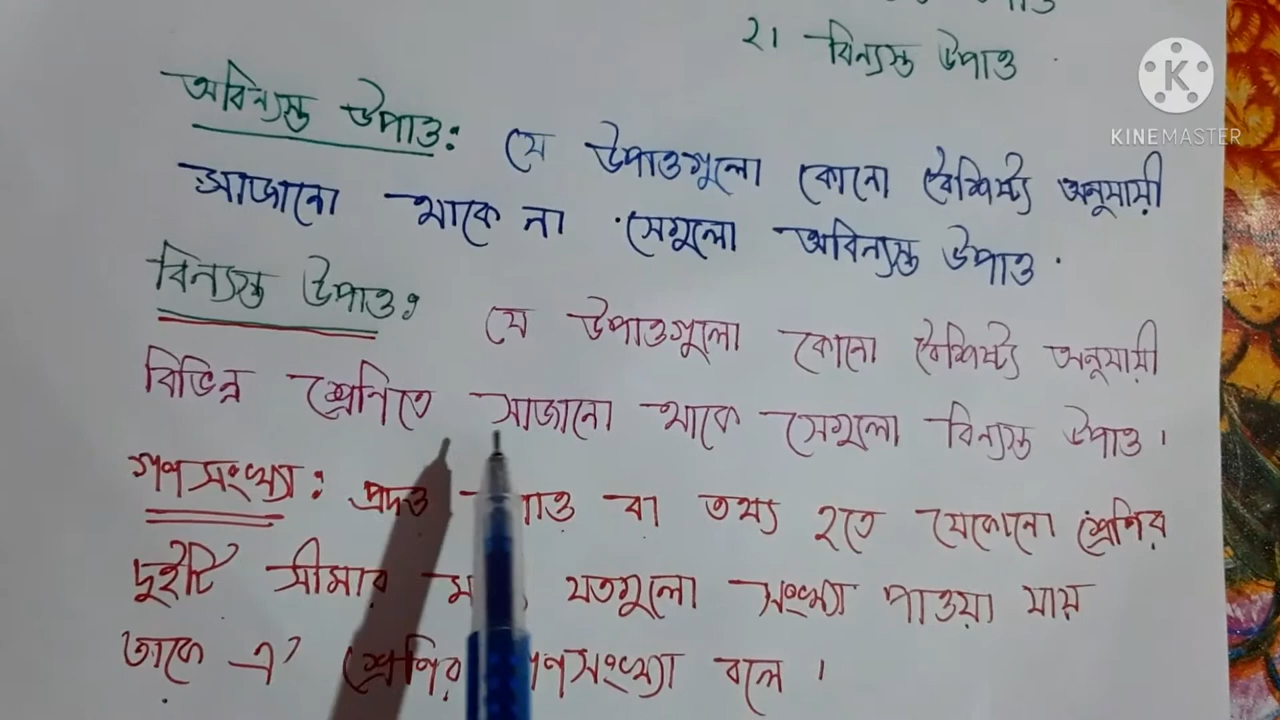 ২। বিন্যস্ত উপাত্ত
অবিন্যস্ত উপাত্ত: যে উপাত্তগুলো কোনো বৈশিষ্ট্য অনুযায়ী
সাজানো থাকে না সেগুলো অবিন্যস্ত উপাত্ত.
বিন্যস্ত উপাত্ত: যে উপাত্তগুলো কোনো বৈশিষ্ট্য অনুযায়ী
বিভিন্ন শ্রেণিতে সাজানো থাকে সেগুলো বিন্যস্ত উপাত্ত।
গণসংখ্যা: প্রদত্ত বা তথ্য হতে যেকোনো শ্রেণির
দুইটি সীমার যতগুলো সংখ্যা পাওয়া যায়
তাকে ঐ শ্রেণির গণসংখ্যা বলে।
K
KINEMASTER